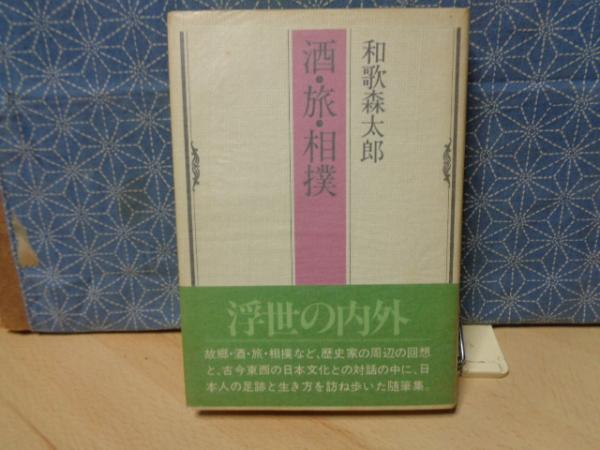 和歌森太郎
酒・旅・相撲
浮世の内外
故郷・酒・旅・相撲など、歴史家の周辺の回想
と、古今東西の日本文化との対話の中に、日
本人の足跡と生き方を訪ね歩いた随筆集。